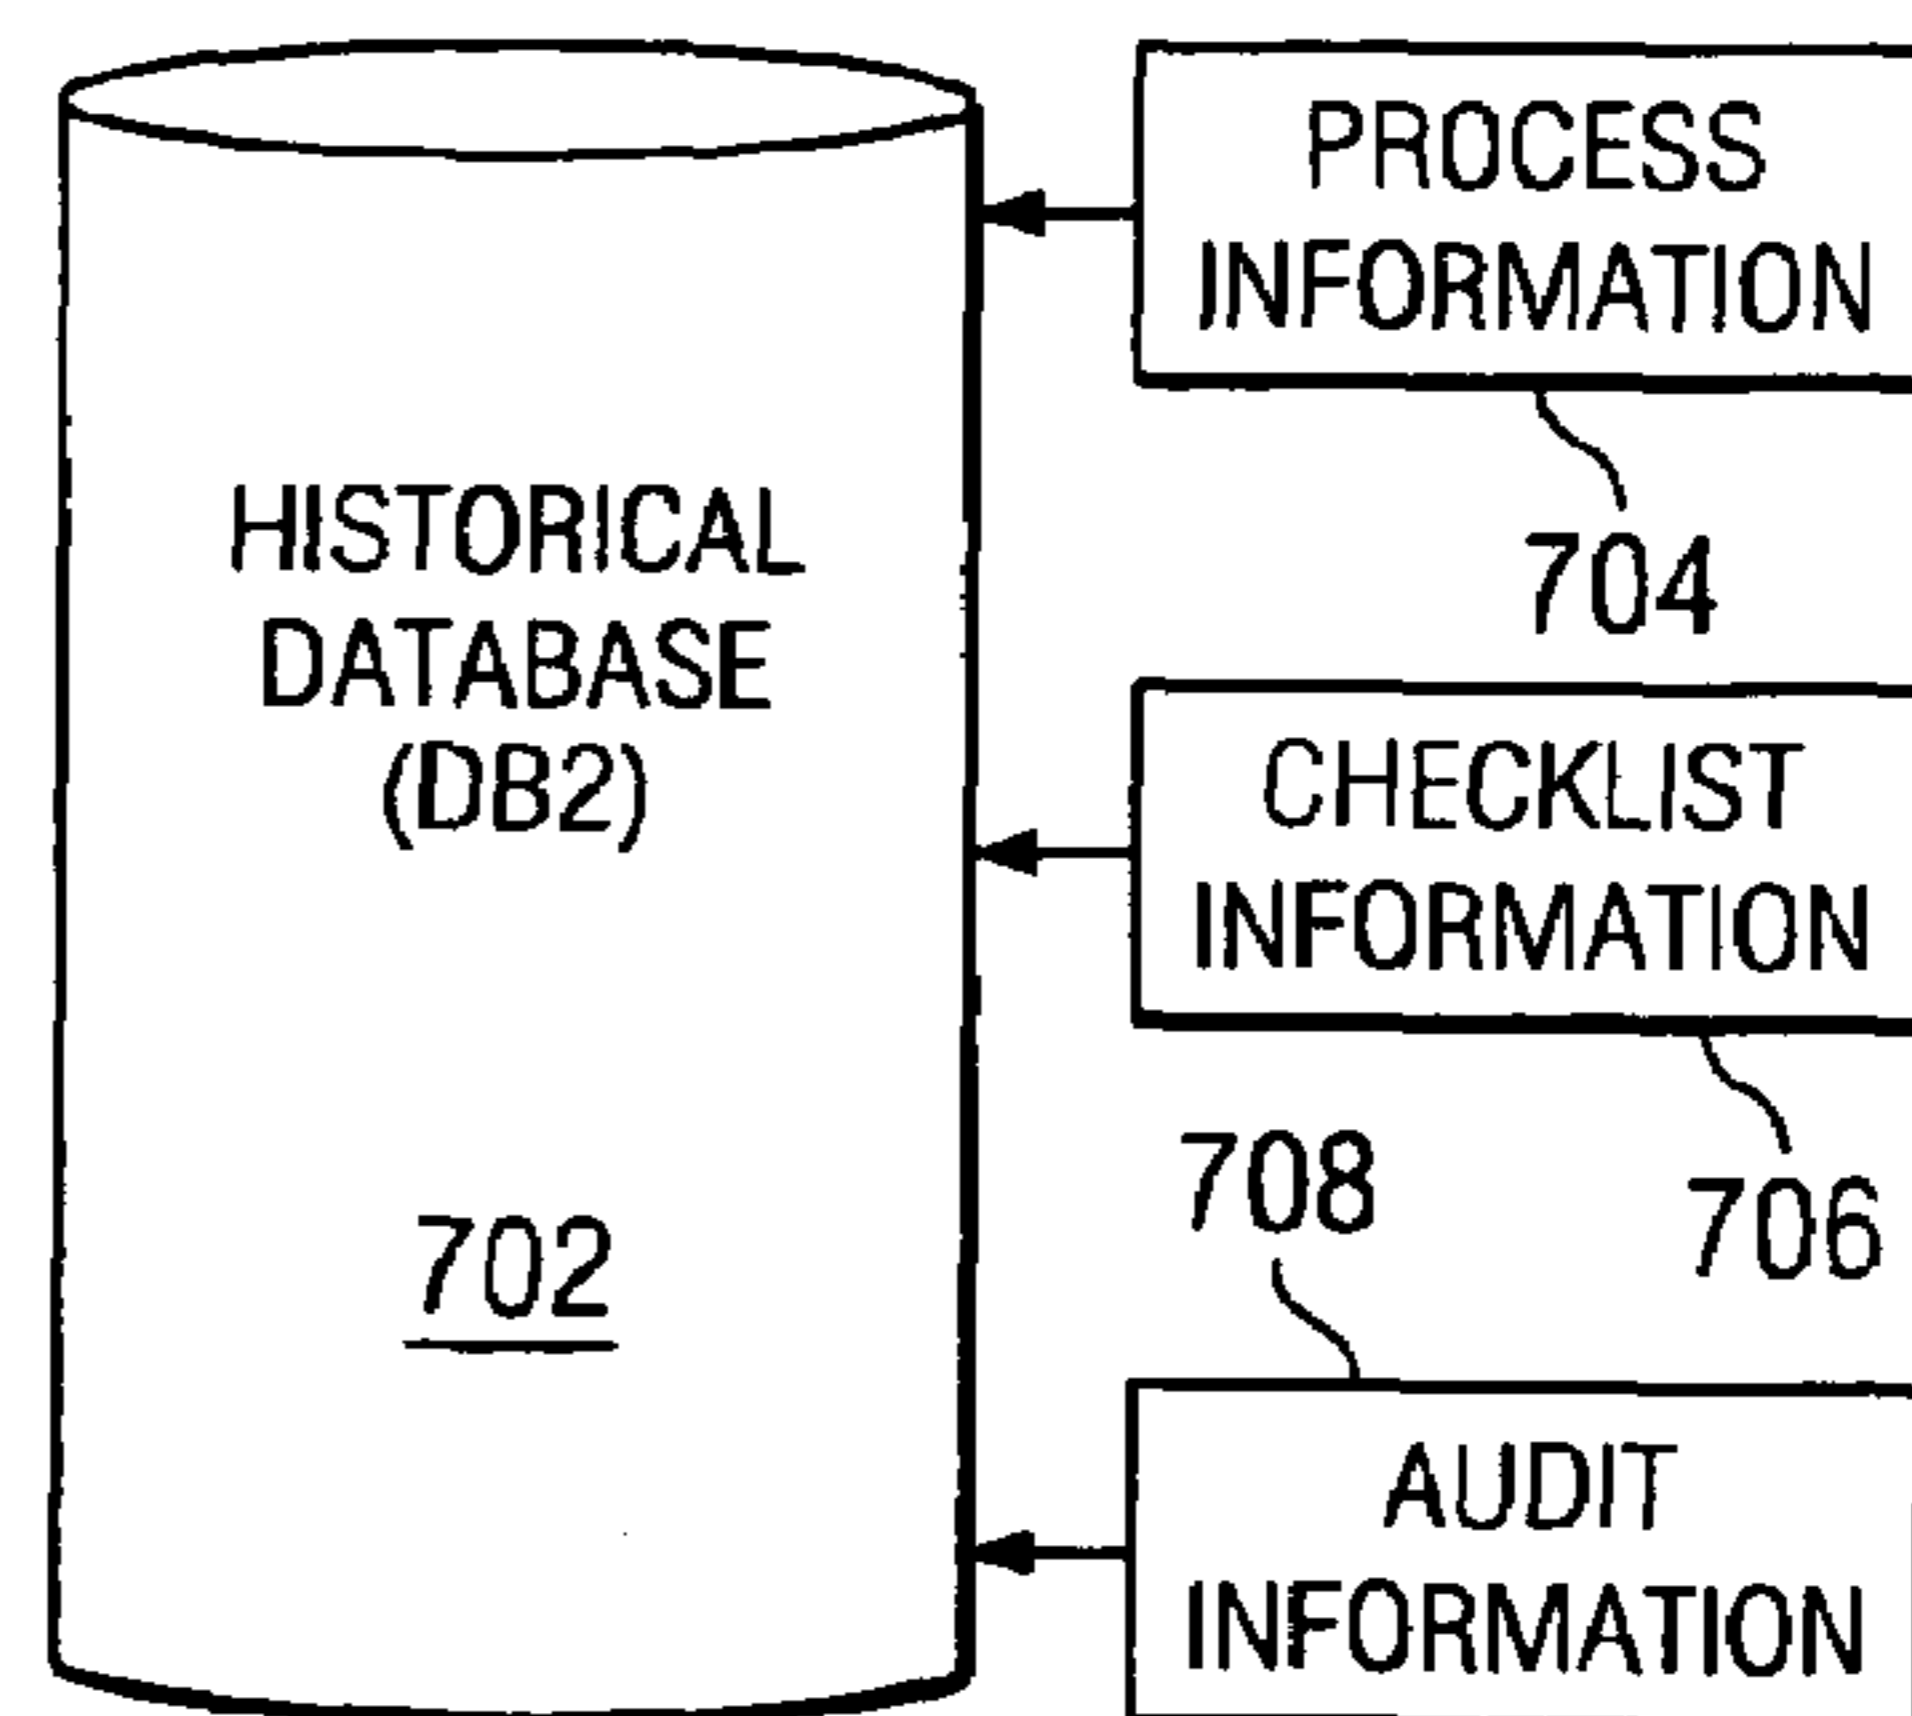 HISTORICAL
DATABASE
(DB2)
702
PROCESS
INFORMATION
704
CHECKLIST
INFORMATION
706
708
AUDIT
INFORMATION